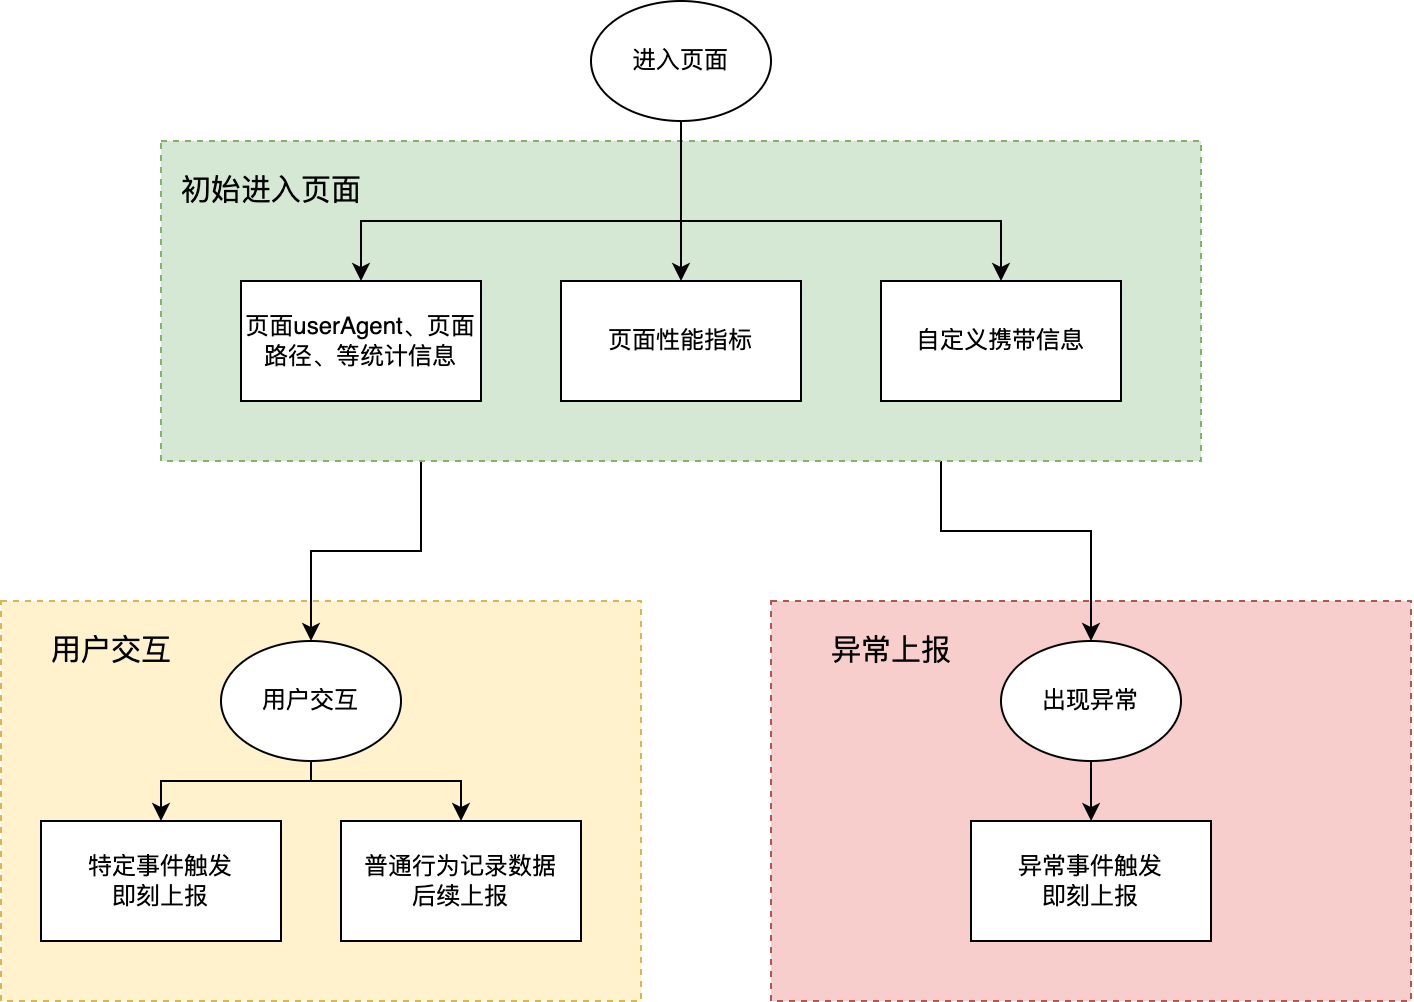 进入页面
初始进入页面
页面userAgent、页面
路径、等统计信息
页面性能指标
自定义携带信息
用户交互
用户交互
特定事件触发
即刻上报
普通行为记录数据
后续上报
异常上报
出现异常
异常事件触发
即刻上报